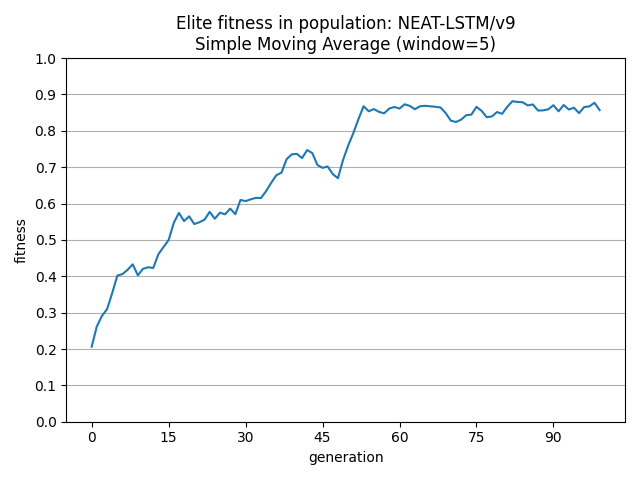 Elite fitness in population: NEAT-LSTM/v9
Simple Moving Average (window=5)
1.0
0.9
0.8
0.7
0.6
0.5
0.4
0.3
0.2
0.1
0.0
fitness
0 15 30 45 60 75 90
generation